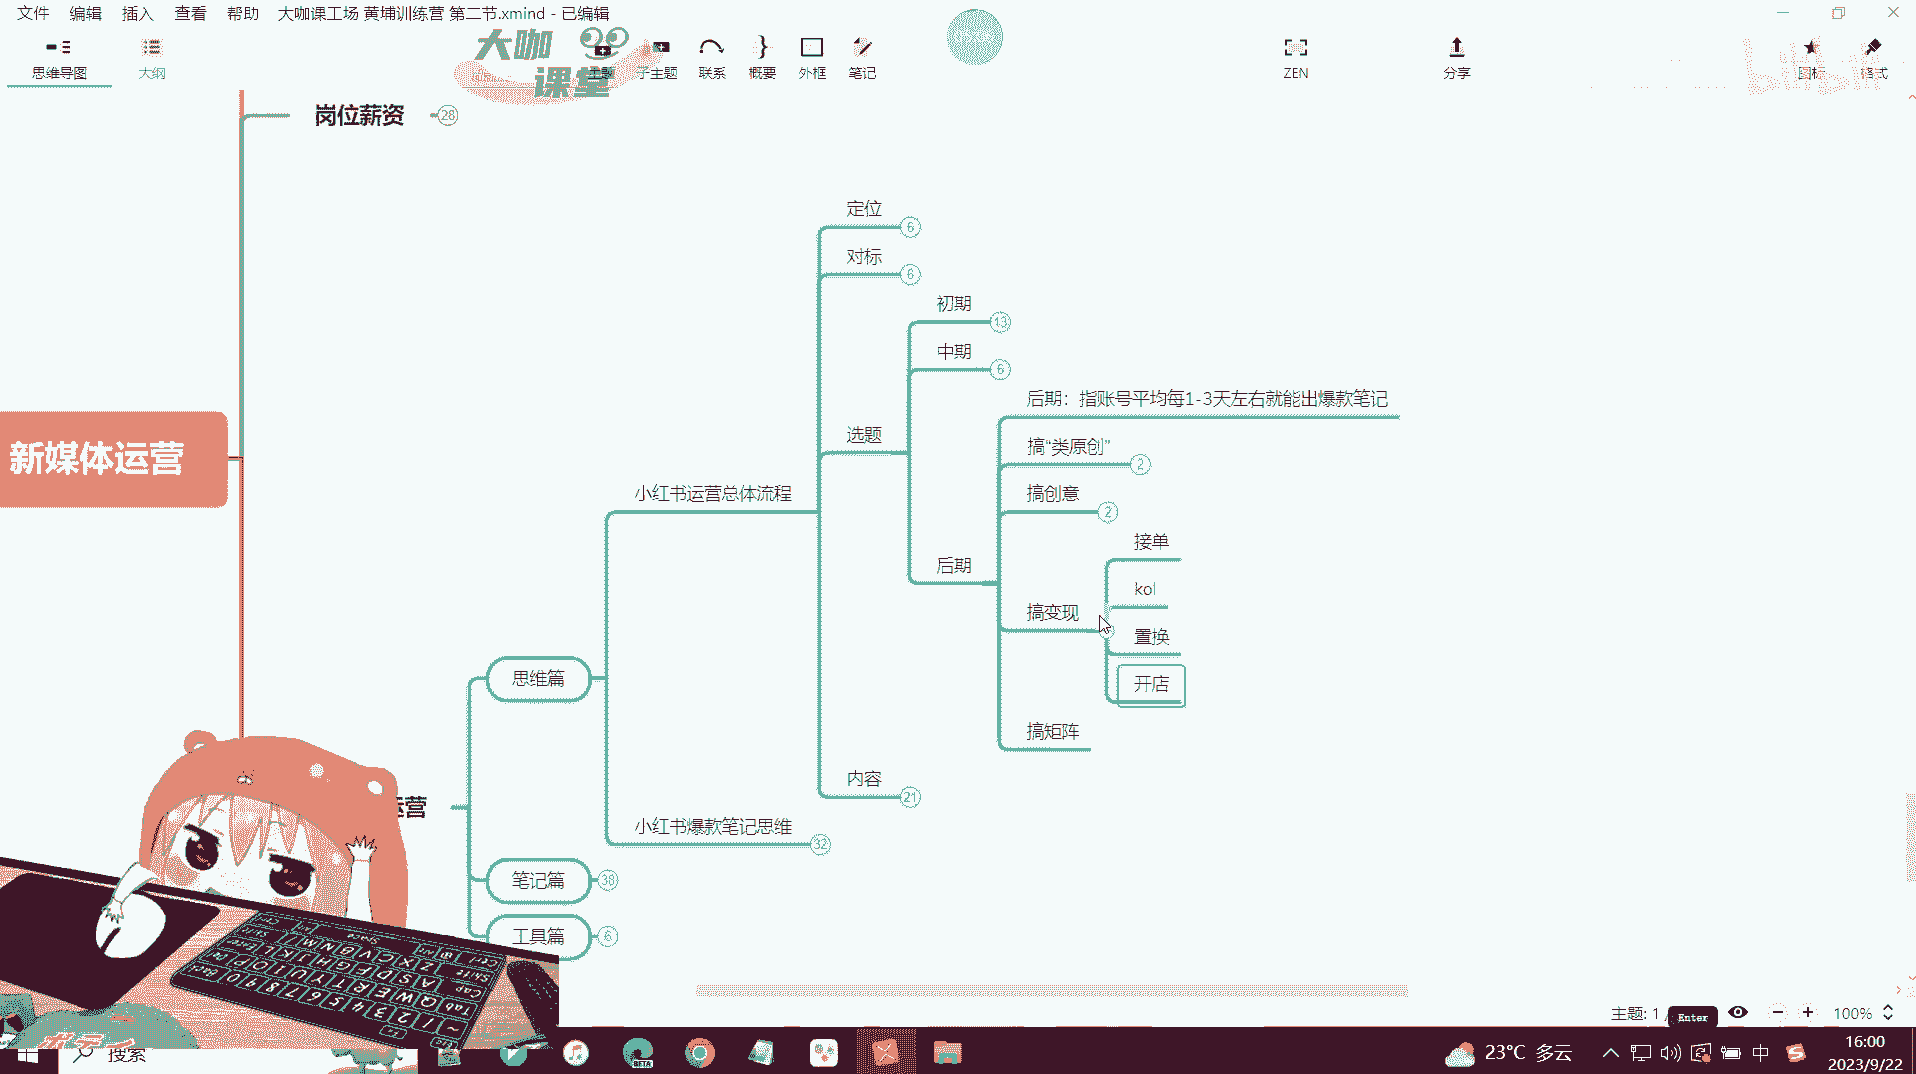 文件 编辑 插入 查看 帮助 大咖课工场 黄埔训练营 第二节.xmind - 已编辑
大咖
课堂
思维导图 大纲 主题 子主题 联系 概要 外框 笔记 ZEN 分享 图标 格式
岗位薪资 28
定位 6
对标 6
初期 13
中期 6
后期：指账号平均每1-3天左右就能出爆款笔记
选题
搞“类原创” 2
新媒体运营
小红书运营总体流程
搞创意 2
接单
后期
kol
搞变现
置换
思维篇
开店
搞矩阵
内容 21
运营
小红书爆款笔记思维 32
笔记篇 38
工具篇 6
主题: 1 /
Enter
100%
搜索
BETA
23°C 多云
中
16:00
2023/9/22